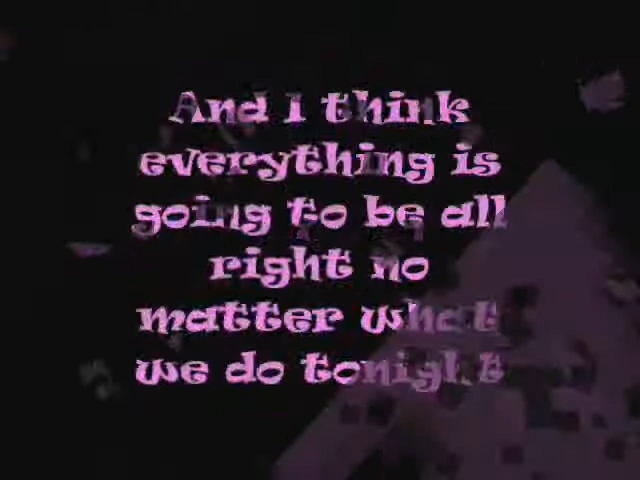 And I think
everything is
going to be all
right no
matter what
we do tonight